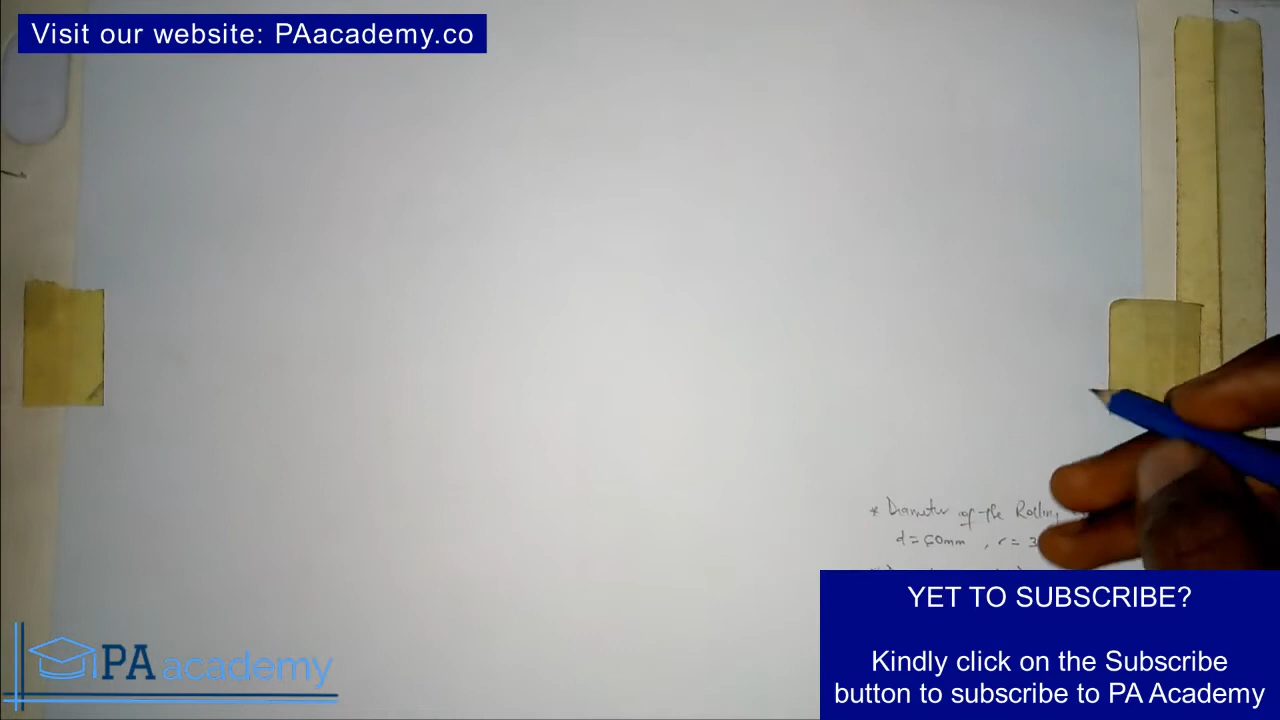 Visit our website: PAacademy.co
* Diameter of the Rolling
d = 60mm , r = 3
PA academy
YET TO SUBSCRIBE?
Kindly click on the Subscribe
button to subscribe to PA Academy